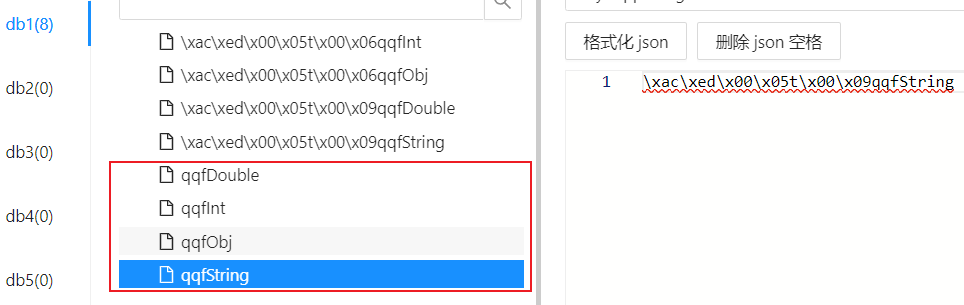 db1(8)
db2(0)
db3(0)
db4(0)
db5(0)
\xac\xed\x00\x05t\x00\x06qqfInt
\xac\xed\x00\x05t\x00\x06qqfObj
\xac\xed\x00\x05t\x00\x09qqfDouble
\xac\xed\x00\x05t\x00\x09qqfString
qqfDouble
qqfInt
qqfObj
qqfString
格式化 json
删除 json 空格
1 \xac\xed\x00\x05t\x00\x09qqfString